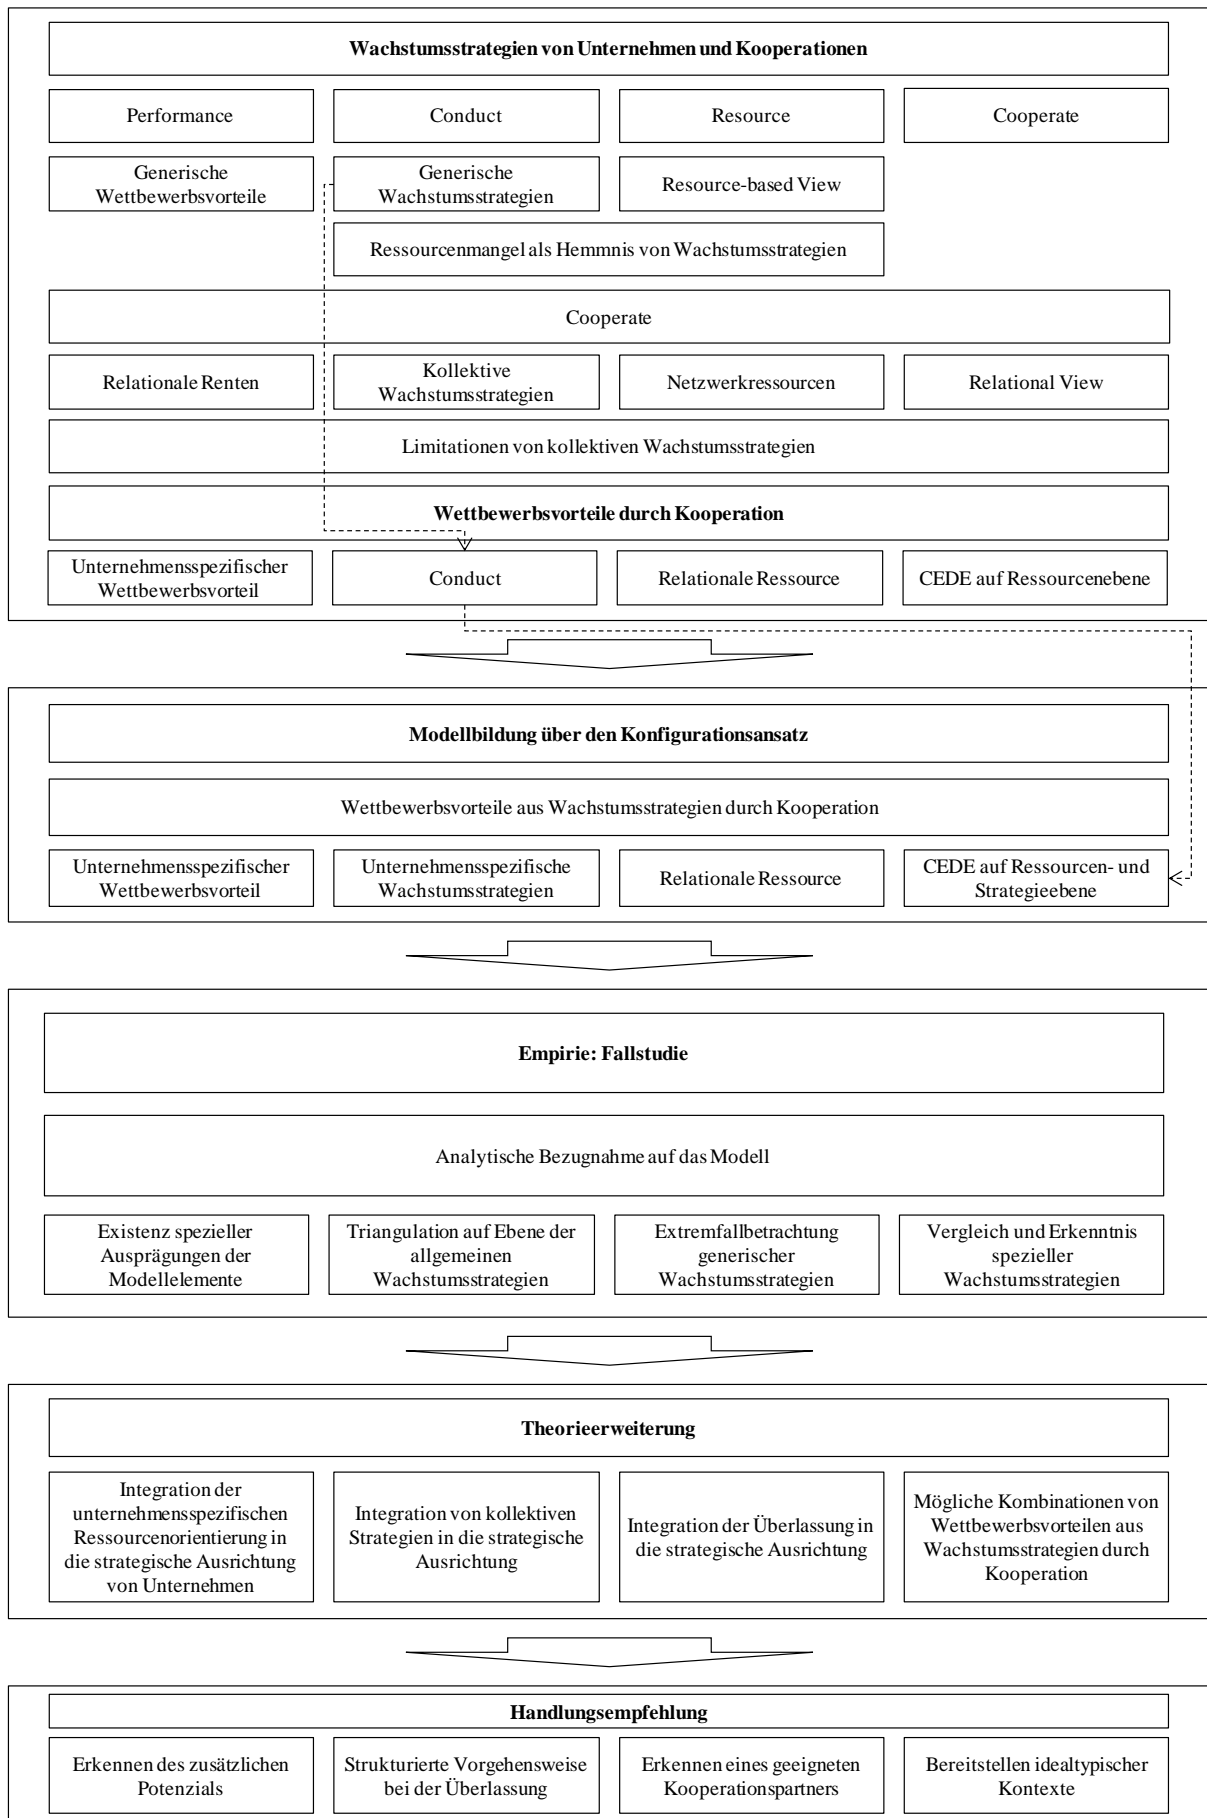 Wachstumsstrategien von Unternehmen und Kooperationen
Performance
Conduct
Resource
Cooperate
Generische
Wettbewerbsvorteile
Generische
Wachstumsstrategien
Resource-based View
Ressourcenmangel als Hemmnis von Wachstumsstrategien
Cooperate
Relationale Renten
Kollektive
Wachstumsstrategien
Netzwerkressourcen
Relational View
Limitationen von kollektiven Wachstumsstrategien
Wettbewerbsvorteile durch Kooperation
Unternehmensspezifischer
Wettbewerbsvorteil
Conduct
Relationale Ressource
CEDE auf Ressourcenebene
Modellbildung über den Konfigurationsansatz
Wettbewerbsvorteile aus Wachstumsstrategien durch Kooperation
Unternehmensspezifischer
Wettbewerbsvorteil
Unternehmensspezifische
Wachstumsstrategien
Relationale Ressource
CEDE auf Ressourcen- und
Strategieebene
Empirie: Fallstudie
Analytische Bezugnahme auf das Modell
Existenz spezieller
Ausprägungen der
Modellelemente
Triangulation auf Ebene der
allgemeinen
Wachstumsstrategien
Extremfallbetrachtung
generischer
Wachstumsstrategien
Vergleich und Erkenntnis
spezieller
Wachstumsstrategien
Theorieerweiterung
Integration der
unternehmensspezifischen
Ressourcenorientierung in
die strategische Ausrichtung
von Unternehmen
Integration von kollektiven
Strategien in die strategische
Ausrichtung
Integration der Überlassung in
die strategische Ausrichtung
Mögliche Kombinationen von
Wettbewerbsvorteilen aus
Wachstumsstrategien durch
Kooperation
Handlungsempfehlung
Erkennen des zusätzlichen
Potenzials
Strukturierte Vorgehensweise
bei der Überlassung
Erkennen eines geeigneten
Kooperationspartners
Bereitstellen idealtypischer
Kontexte